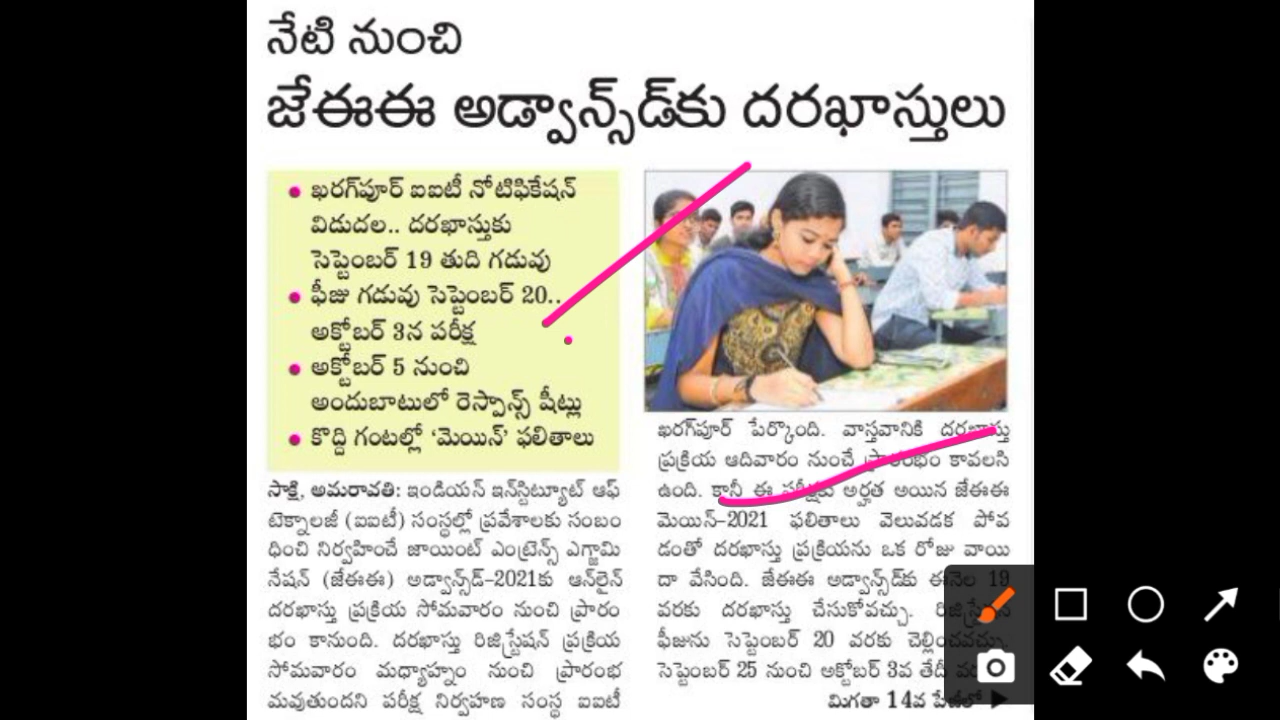 నేటి నుంచి
జేఈఈ అడ్వాన్స్‌డ్‌కు దరఖాస్తులు
• ఖరగ్‌పూర్ ఐఐటీ నోటిఫికేషన్
విడుదల.. దరఖాస్తుకు
సెప్టెంబర్ 19 తుది గడువు
• ఫీజు గడువు సెప్టెంబర్ 20..
అక్టోబర్ 3న పరీక్ష
• అక్టోబర్ 5 నుంచి
అందుబాటులో రెస్పాన్స్ షీట్లు
• కొద్ది గంటల్లో ‘మెయిన్’ ఫలితాలు
సాక్షి, అమరావతి: ఇండియన్ ఇన్‌స్టిట్యూట్ ఆఫ్
టెక్నాలజీ (ఐఐటీ) సంస్థల్లో ప్రవేశాలకు సంబం
ధించి నిర్వహించే జాయింట్ ఎంట్రెన్స్ ఎగ్జామి
నేషన్ (జేఈఈ) అడ్వాన్స్‌డ్–2021కు ఆన్‌లైన్
దరఖాస్తు ప్రక్రియ సోమవారం నుంచి ప్రారం
భం కానుంది. దరఖాస్తు రిజిస్ట్రేషన్ ప్రక్రియ
సోమవారం మధ్యాహ్నం నుంచి ప్రారంభ
మవుతుందని పరీక్ష నిర్వహణ సంస్థ ఐఐటీ
ఖరగ్‌పూర్ పేర్కొంది. వాస్తవానికి దరఖాస్తు
ప్రక్రియ ఆదివారం నుంచే ప్రారంభం కావలసి
ఉంది. కానీ ఈ పరీక్షకు అర్హత అయిన జేఈఈ
మెయిన్–2021 ఫలితాలు వెలువడక పోవ
డంతో దరఖాస్తు ప్రక్రియను ఒక రోజు వాయి
దా వేసింది. జేఈఈ అడ్వాన్స్‌డ్‌కు ఈనెల 19
వరకు దరఖాస్తు చేసుకోవచ్చు. రిజిస్ట్రేషన్
ఫీజును సెప్టెంబర్ 20 వరకు చెల్లించవచ్చు.
సెప్టెంబర్ 25 నుంచి అక్టోబర్ 3వ తేదీ
మిగతా 14వ పేజీలో ▶